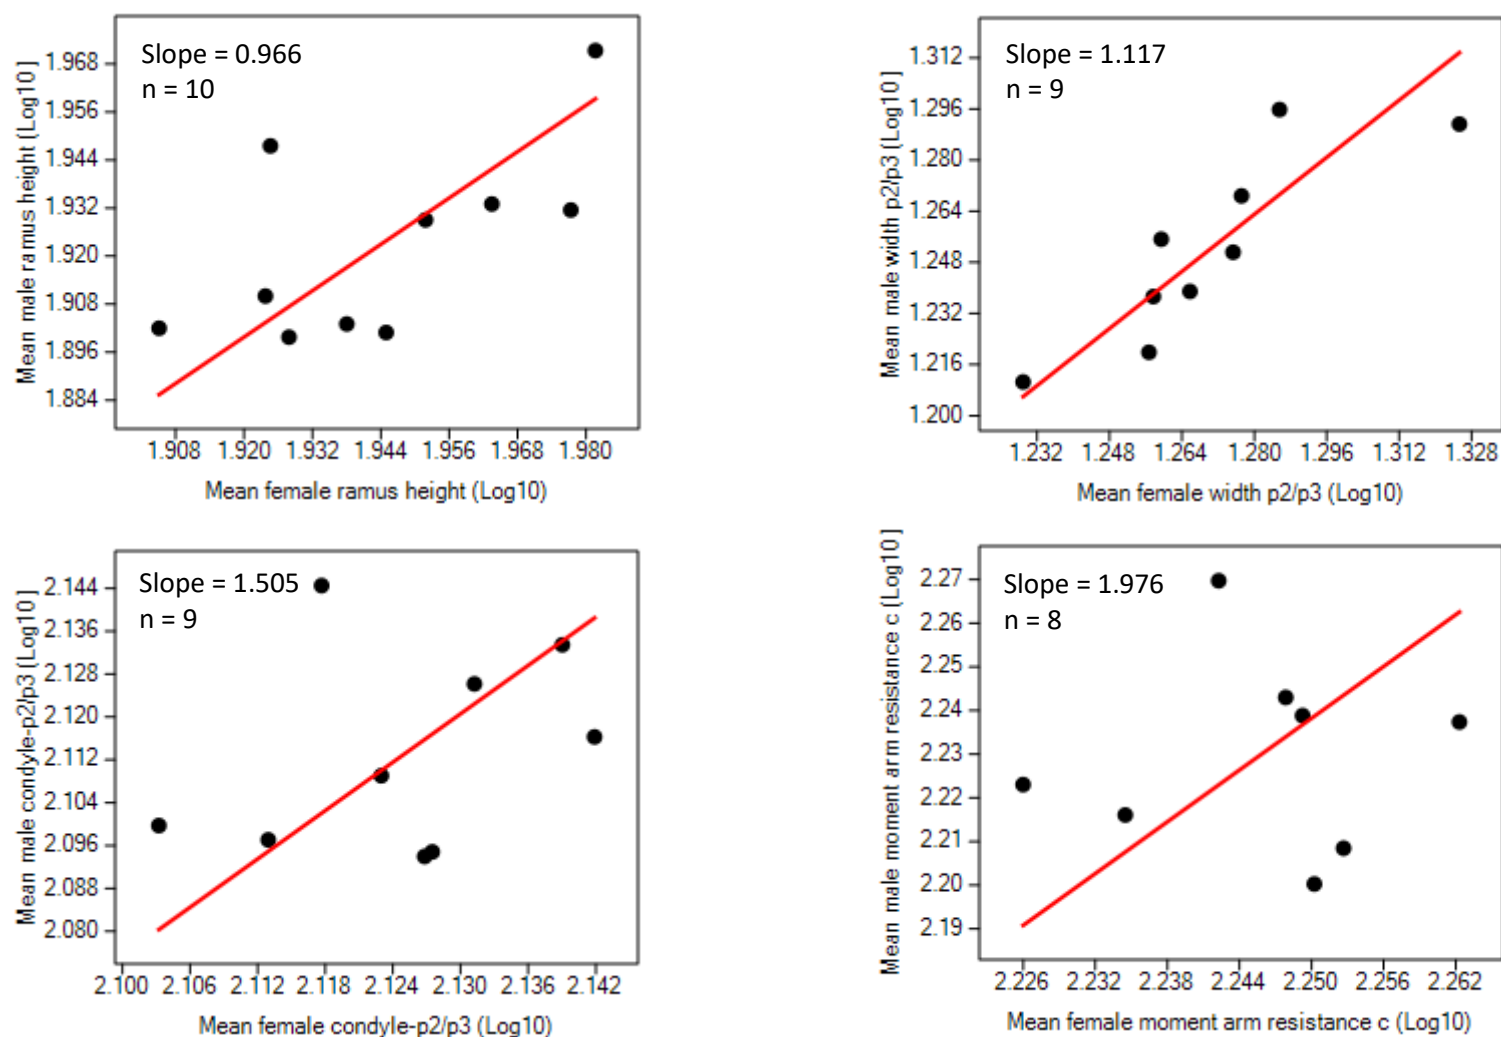 Slope = 0.966
n = 10
Mean male ramus height (Log10]
1.968
1.956
1.944
1.932
1.920
1.908
1.896
1.884
1.908 1.920 1.932 1.944 1.956 1.968 1.980
Mean female ramus height (Log10)
Slope = 1.117
n = 9
Mean male width p2/p3 (Log10]
1.312
1.296
1.280
1.264
1.248
1.232
1.216
1.200
1.232 1.248 1.264 1.280 1.296 1.312 1.328
Mean female width p2/p3 (Log10)
Slope = 1.505
n = 9
Mean male condyle-p2/p3 (Log10]
2.144
2.136
2.128
2.120
2.112
2.104
2.096
2.088
2.080
2.100 2.106 2.112 2.118 2.124 2.130 2.136 2.142
Mean female condyle-p2/p3 (Log10)
Slope = 1.976
n = 8
Mean male moment arm resistance c (Log10]
2.27
2.26
2.25
2.24
2.23
2.22
2.21
2.20
2.19
2.226 2.232 2.238 2.244 2.250 2.256 2.262
Mean female moment arm resistance c (Log10)